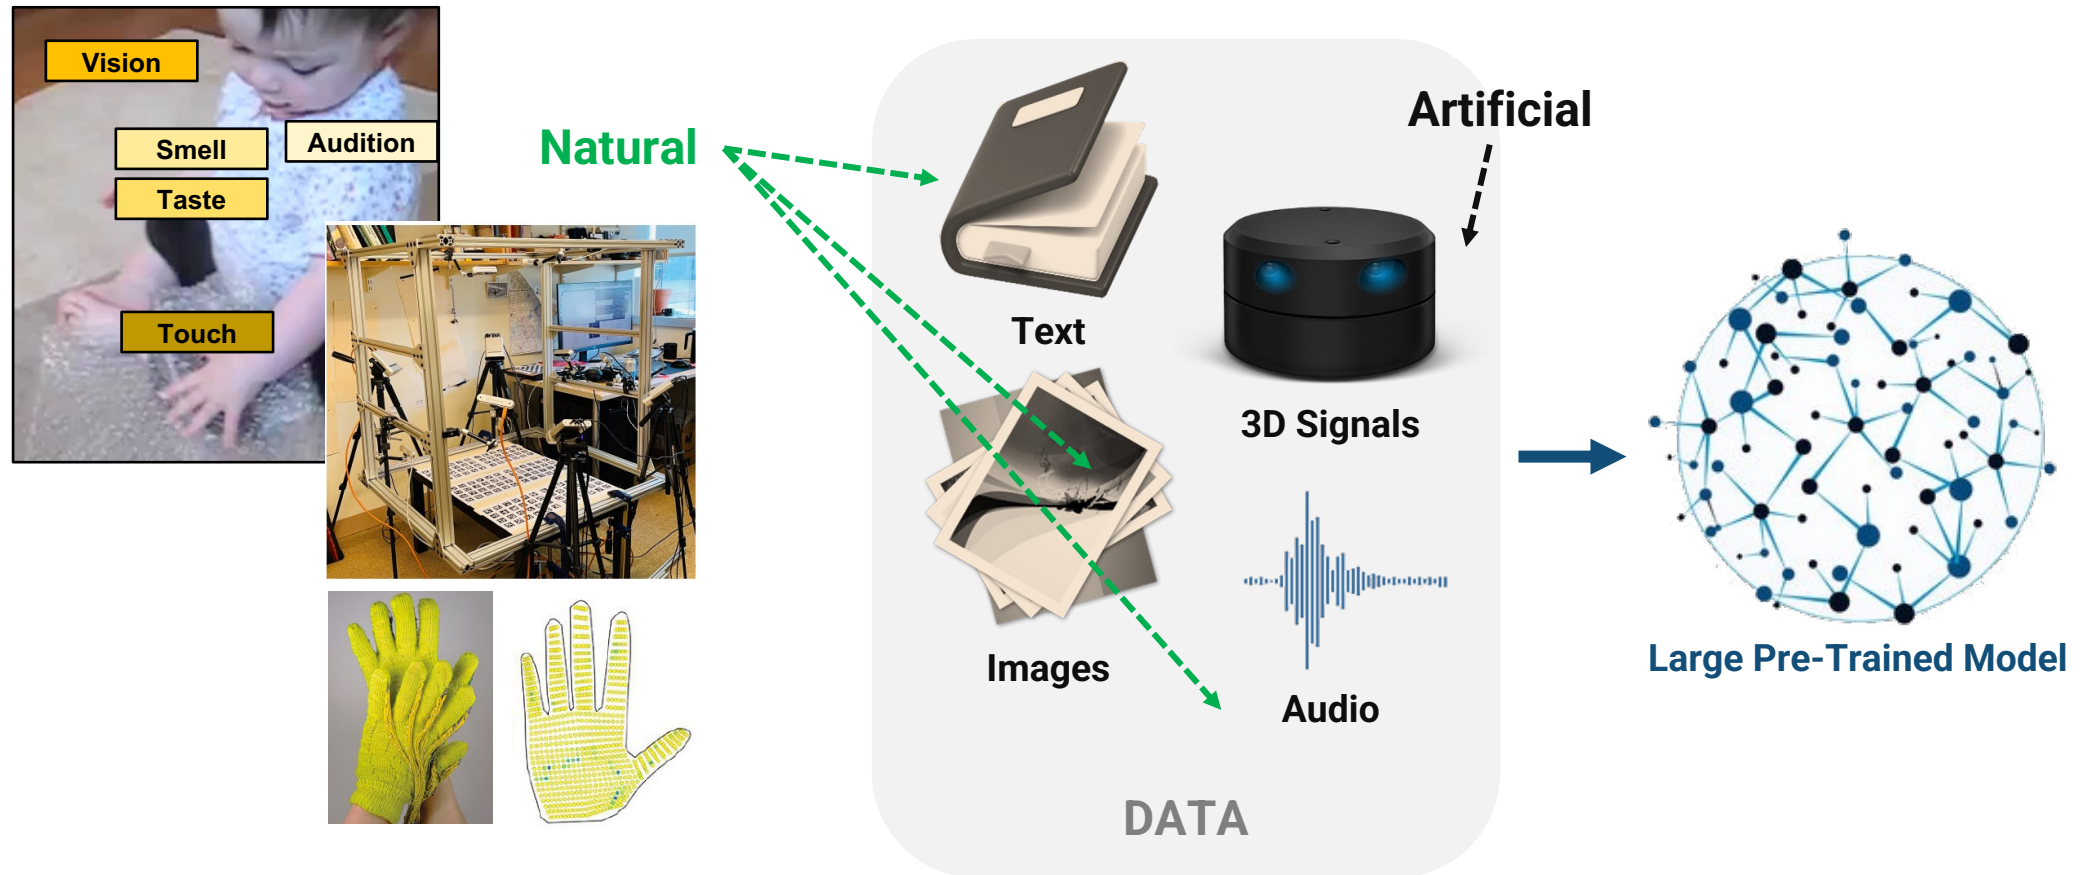 Vision
Smell
Audition
Taste
Touch
Natural
Artificial
Text
3D Signals
Images
Audio
DATA
Large Pre-Trained Model